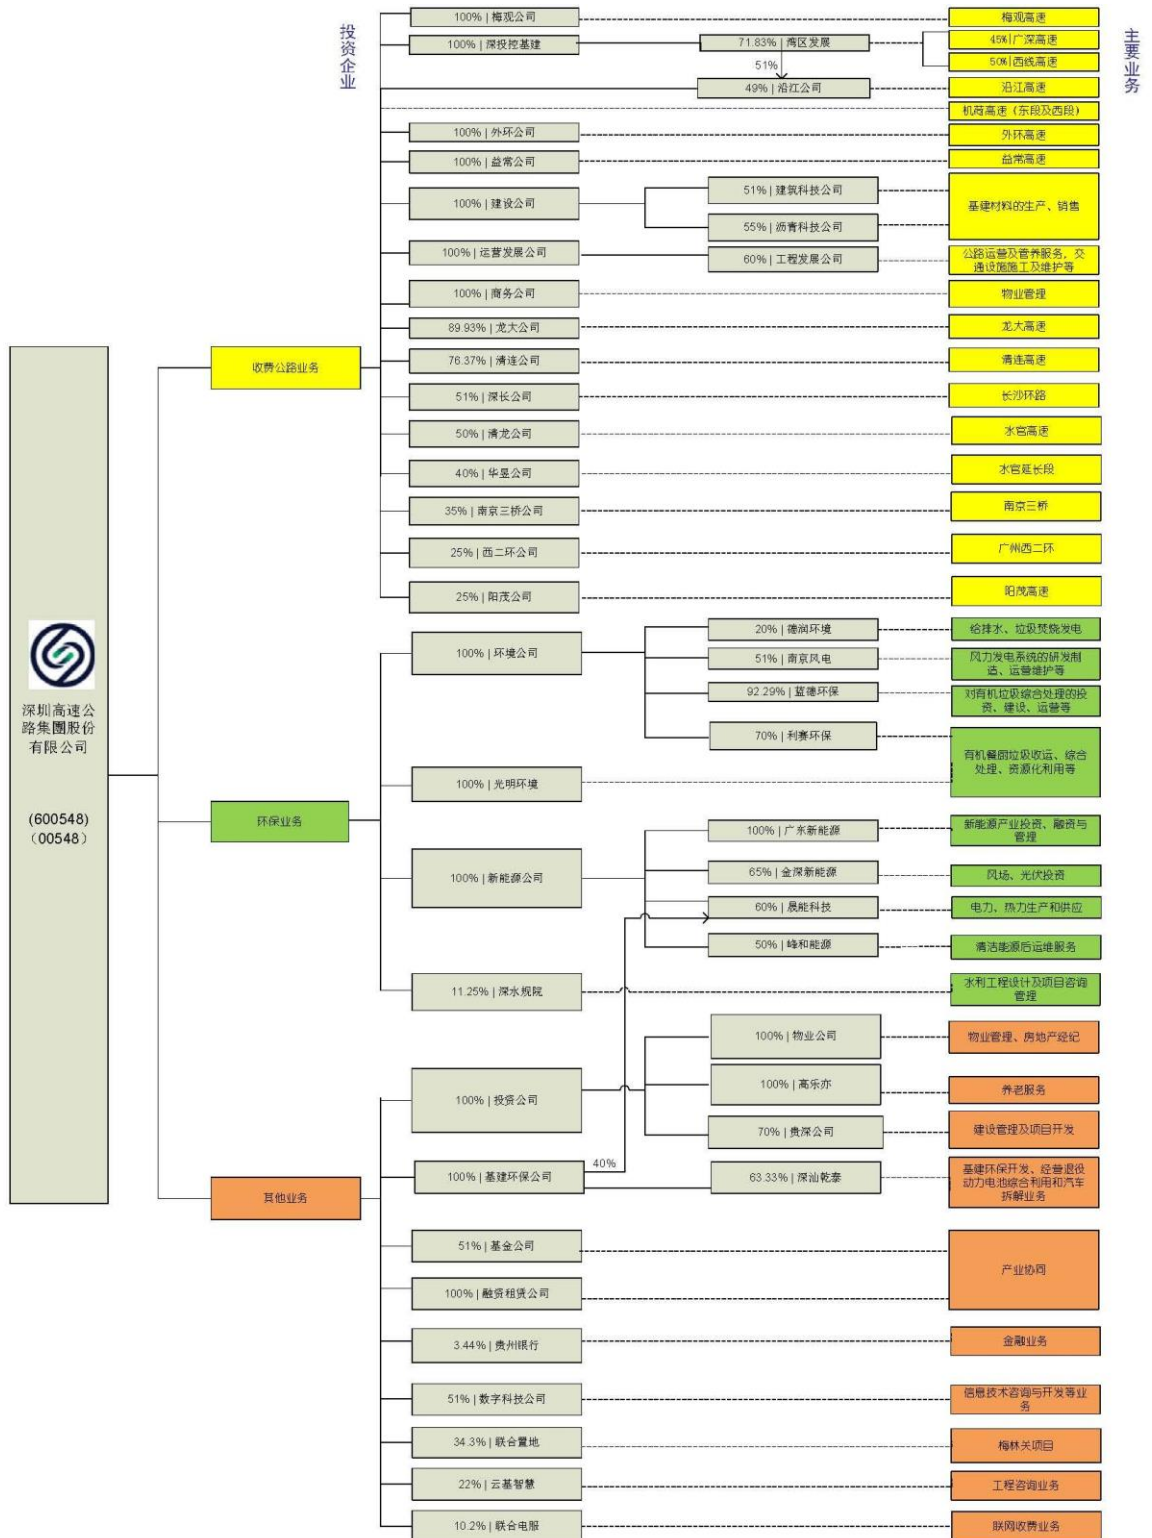 投资企业
主要业务
100% | 梅观公司
梅观高速
100% | 深投控基建
71.83% | 湾区发展
45%|广深高速
50%|西线高速
51%
49% | 沿江公司
沿江高速
机荷高速（东段及西段）
100% | 外环公司
外环高速
100% | 益常公司
益常高速
100% | 建设公司
51% | 建筑科技公司
55% | 沥青科技公司
基建材料的生产、销售
100% | 运营发展公司
60% | 工程发展公司
公路运营及管养服务，交
通设施施工及维护等
100% | 商务公司
物业管理
89.93% | 龙大公司
龙大高速
收费公路业务
76.37% | 清连公司
清连高速
51% | 深长公司
长沙环路
50% | 清龙公司
水官高速
40% | 华昱公司
水官延长段
35% | 南京三桥公司
南京三桥
25% | 西二环公司
广州西二环
25% | 阳茂公司
阳茂高速
深圳高速公
路集團股份
有限公司
(600548)
（00548）
环保业务
100% | 环境公司
20% | 德润环境
给排水、垃圾焚烧发电
51% | 南京风电
风力发电系统的研发制
造、运营维护等
92.29% | 蓝德环保
对有机垃圾综合处理的投
资、建设、运营等
70% | 利赛环保
有机餐厨垃圾收运、综合
处理、资源化利用等
100% | 光明环境
100% | 新能源公司
100% | 广东新能源
新能源产业投资、融资与
管理
65% | 金深新能源
风场、光伏投资
60% | 晟能科技
电力、热力生产和供应
50% | 峰和能源
清洁能源后运维服务
11.25% | 深水规院
水利工程设计及项目咨询
管理
其他业务
100% | 投资公司
100% | 物业公司
物业管理、房地产经纪
100% | 高乐亦
养老服务
70% | 贵深公司
建设管理及项目开发
100% | 基建环保公司
40%
63.33% | 深汕乾泰
基建环保开发、经营退役
动力电池综合利用和汽车
拆解业务
51% | 基金公司
产业协同
100% | 融资租赁公司
3.44% | 贵州银行
金融业务
51% | 数字科技公司
信息技术咨询与开发等业
务
34.3% | 联合置地
梅林关项目
22% | 云基智慧
工程咨询业务
10.2% | 联合电服
联网收费业务